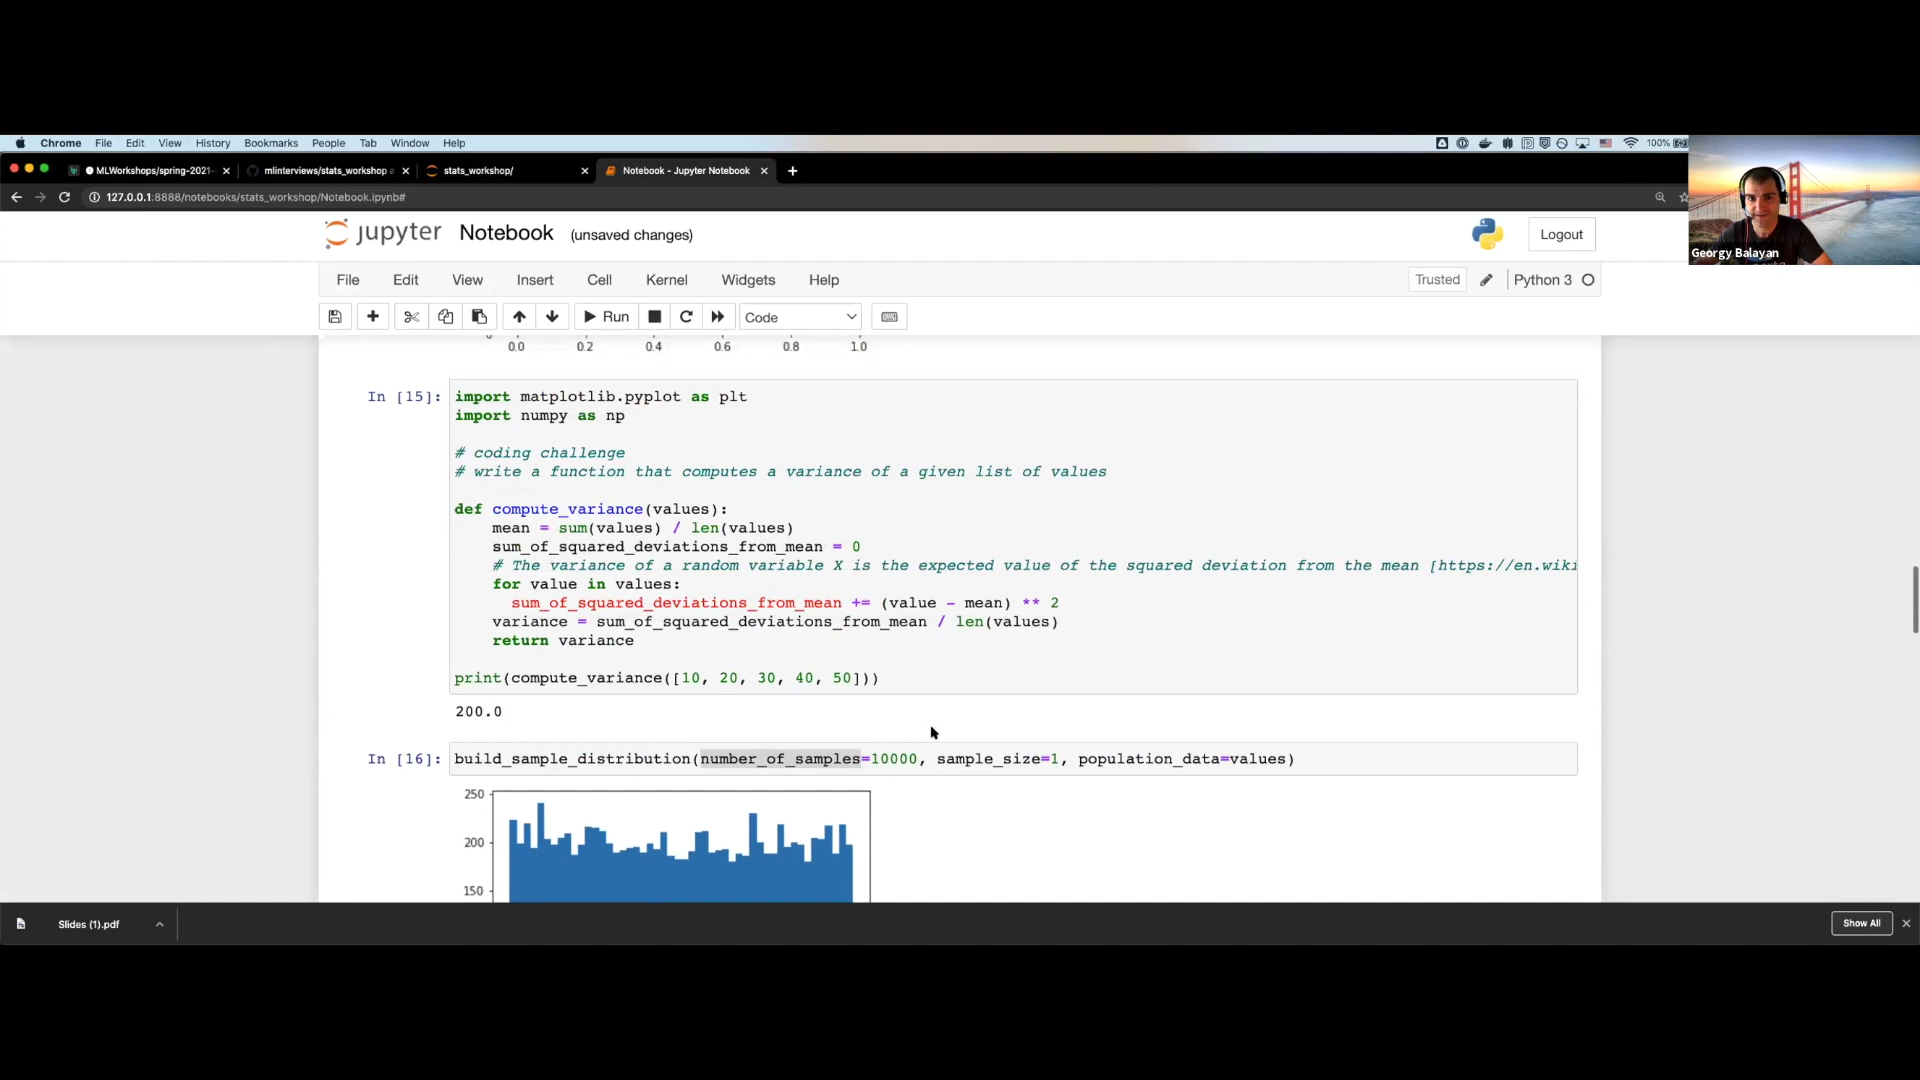 Chrome File Edit View History Bookmarks People Tab Window Help
100%
MLWorkshops/spring-2021-
mlinterviews/stats_workshop a
stats_workshop/
Notebook - Jupyter Notebook
127.0.0.1:8888/notebooks/stats_workshop/Notebook.ipynb#
Georgy Balayan
jupyter Notebook (unsaved changes)
Logout
File Edit View Insert Cell Kernel Widgets Help
Trusted
Python 3
Run
Code
0
0.0 0.2 0.4 0.6 0.8 1.0
In [15]:
import matplotlib.pyplot as plt
import numpy as np
# coding challenge
# write a function that computes a variance of a given list of values
def compute_variance(values):
mean = sum(values) / len(values)
sum_of_squared_deviations_from_mean = 0
# The variance of a random variable X is the expected value of the squared deviation from the mean [https://en.wiki
for value in values:
sum_of_squared_deviations_from_mean += (value - mean) ** 2
variance = sum_of_squared_deviations_from_mean / len(values)
return variance
print(compute_variance([10, 20, 30, 40, 50]))
200.0
In [16]:
build_sample_distribution(number_of_samples=10000, sample_size=1, population_data=values)
250
200
150
Slides (1).pdf
Show All